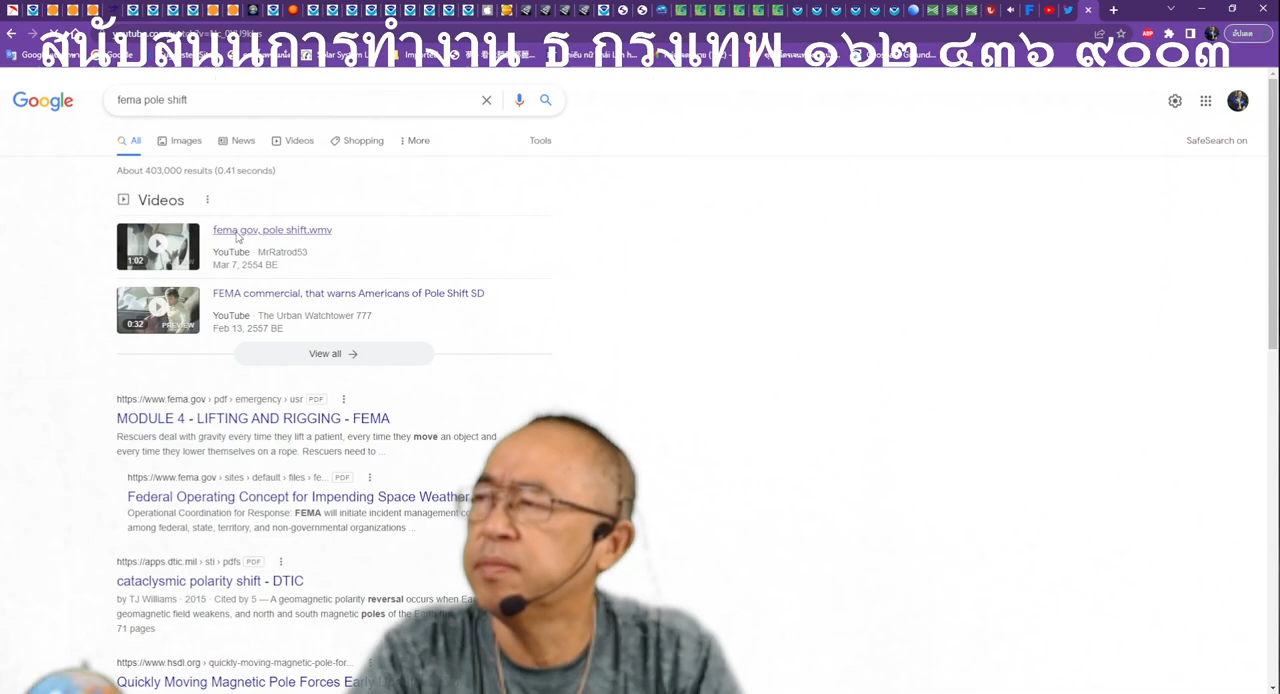 สนับสนุนการทำงาน ธ กรุงเทพ ๑๖๒ ๔๓๖ ๙๐๐๓
อัปเดต
Google
Solar System
Google
fema pole shift
All
Images
News
Videos
Shopping
More
Tools
SafeSearch on
About 403,000 results (0.41 seconds)
Videos
fema gov, pole shift.wmv
YouTube · MrRatrod53
Mar 7, 2554 BE
1:02
FEMA commercial, that warns Americans of Pole Shift SD
YouTube · The Urban Watchtower 777
Feb 13, 2557 BE
0:32
PREVIEW
View all
https://www.fema.gov › pdf › emergency › usr PDF
MODULE 4 - LIFTING AND RIGGING - FEMA
Rescuers deal with gravity every time they lift a patient, every time they move an object and
every time they lower themselves on a rope. Rescuers need to ...
https://www.fema.gov › sites › default › files › fe... PDF
Federal Operating Concept for Impending Space Weather
Operational Coordination for Response: FEMA will initiate incident management
among federal, state, territory, and non-governmental organizations ...
https://apps.dtic.mil › sti › pdfs PDF
cataclysmic polarity shift - DTIC
by TJ Williams · 2015 · Cited by 5 — A geomagnetic polarity reversal occurs when
geomagnetic field weakens, and north and south magnetic poles of the
71 pages
https://www.hsdl.org › quickly-moving-magnetic-pole-for...
Quickly Moving Magnetic Pole Forces